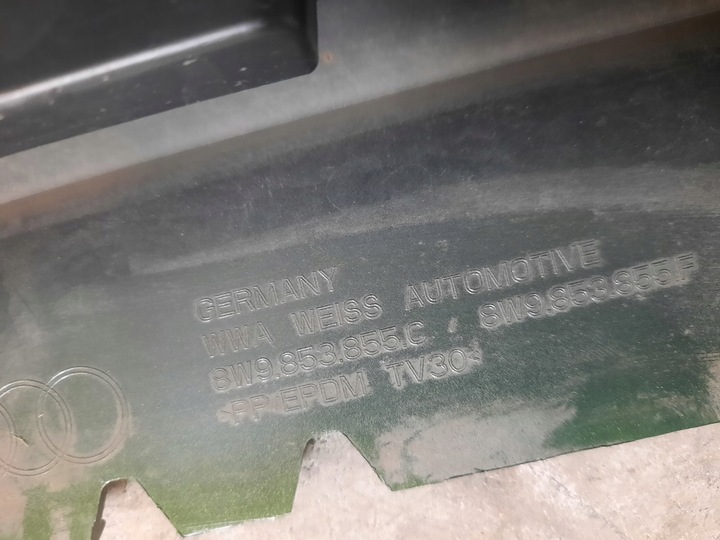 GERMANY
WWA WEISS AUTOMOTIVE
8W9.853.855.C / 8W9.853.855.F
>PP EPDM TV30<